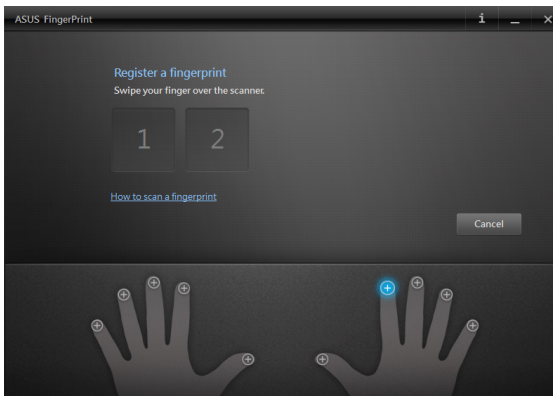 ASUS FingerPrint
Register a fingerprint
Swipe your finger over the scanner.
1 2
How to scan a fingerprint
Cancel